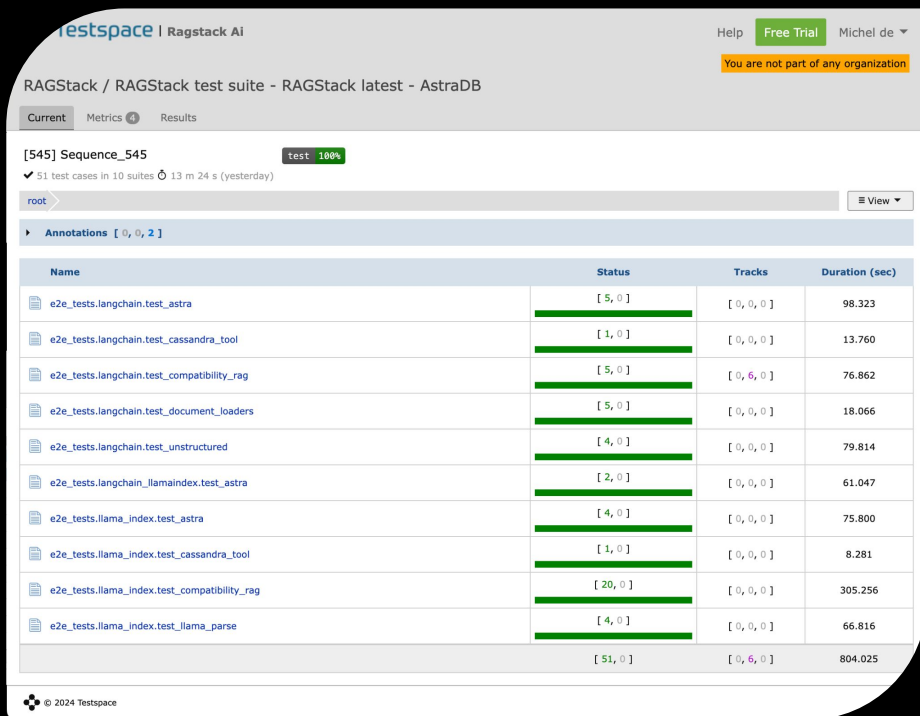 Testspace | Ragstack Ai
Help Free Trial Michel de
You are not part of any organization
RAGStack / RAGStack test suite - RAGStack latest - AstraDB
Current Metrics 4 Results
[545] Sequence_545 test 100%
51 test cases in 10 suites 13 m 24 s (yesterday)
root View
Annotations [ 0, 0, 2 ]
Name Status Tracks Duration (sec)
e2e_tests.langchain.test_astra [ 5, 0 ] [ 0, 0, 0 ] 98.323
e2e_tests.langchain.test_cassandra_tool [ 1, 0 ] [ 0, 0, 0 ] 13.760
e2e_tests.langchain.test_compatibility_rag [ 5, 0 ] [ 0, 6, 0 ] 76.862
e2e_tests.langchain.test_document_loaders [ 5, 0 ] [ 0, 0, 0 ] 18.066
e2e_tests.langchain.test_unstructured [ 4, 0 ] [ 0, 0, 0 ] 79.814
e2e_tests.langchain_llamaindex.test_astra [ 2, 0 ] [ 0, 0, 0 ] 61.047
e2e_tests.llama_index.test_astra [ 4, 0 ] [ 0, 0, 0 ] 75.800
e2e_tests.llama_index.test_cassandra_tool [ 1, 0 ] [ 0, 0, 0 ] 8.281
e2e_tests.llama_index.test_compatibility_rag [ 20, 0 ] [ 0, 0, 0 ] 305.256
e2e_tests.llama_index.test_llama_parse [ 4, 0 ] [ 0, 0, 0 ] 66.816
[ 51, 0 ] [ 0, 6, 0 ] 804.025
© 2024 Testspace